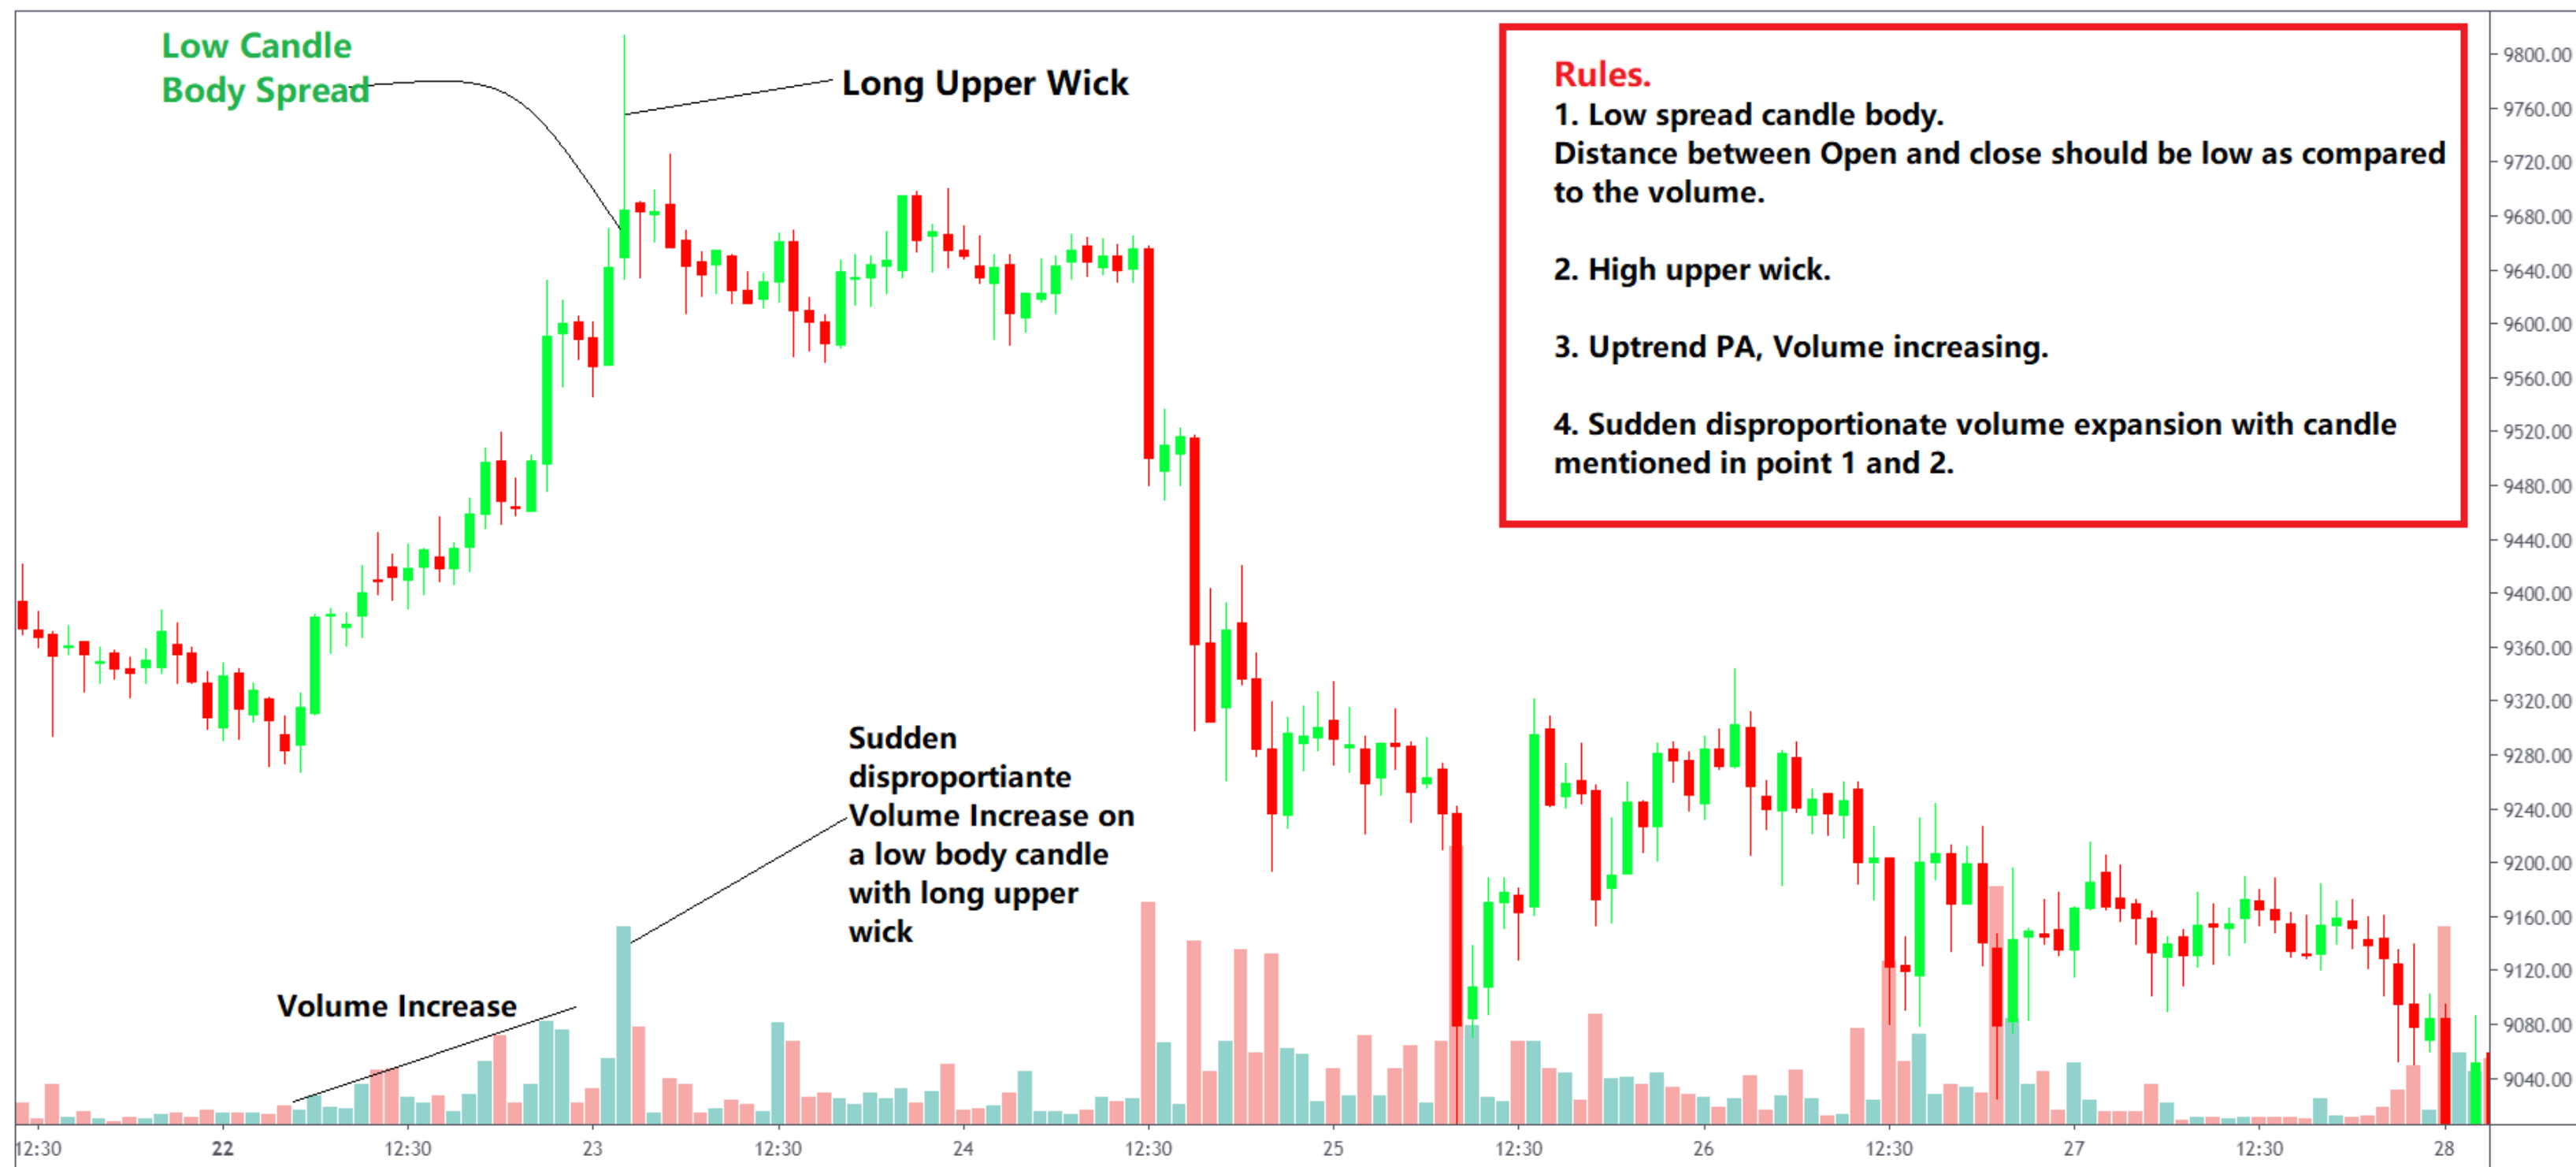 Low Candle
Body Spread
Long Upper Wick
Rules.
1. Low spread candle body.
Distance between Open and close should be low as compared
to the volume.
2. High upper wick.
3. Uptrend PA, Volume increasing.
4. Sudden disproportionate volume expansion with candle
mentioned in point 1 and 2.
Sudden
disproportiante
Volume Increase on
a low body candle
with long upper
wick
Volume Increase
9800.00
9760.00
9720.00
9680.00
9640.00
9600.00
9560.00
9520.00
9480.00
9440.00
9400.00
9360.00
9320.00
9280.00
9240.00
9200.00
9160.00
9120.00
9080.00
9040.00
12:30 22 12:30 23 12:30 24 12:30 25 12:30 26 12:30 27 12:30 28